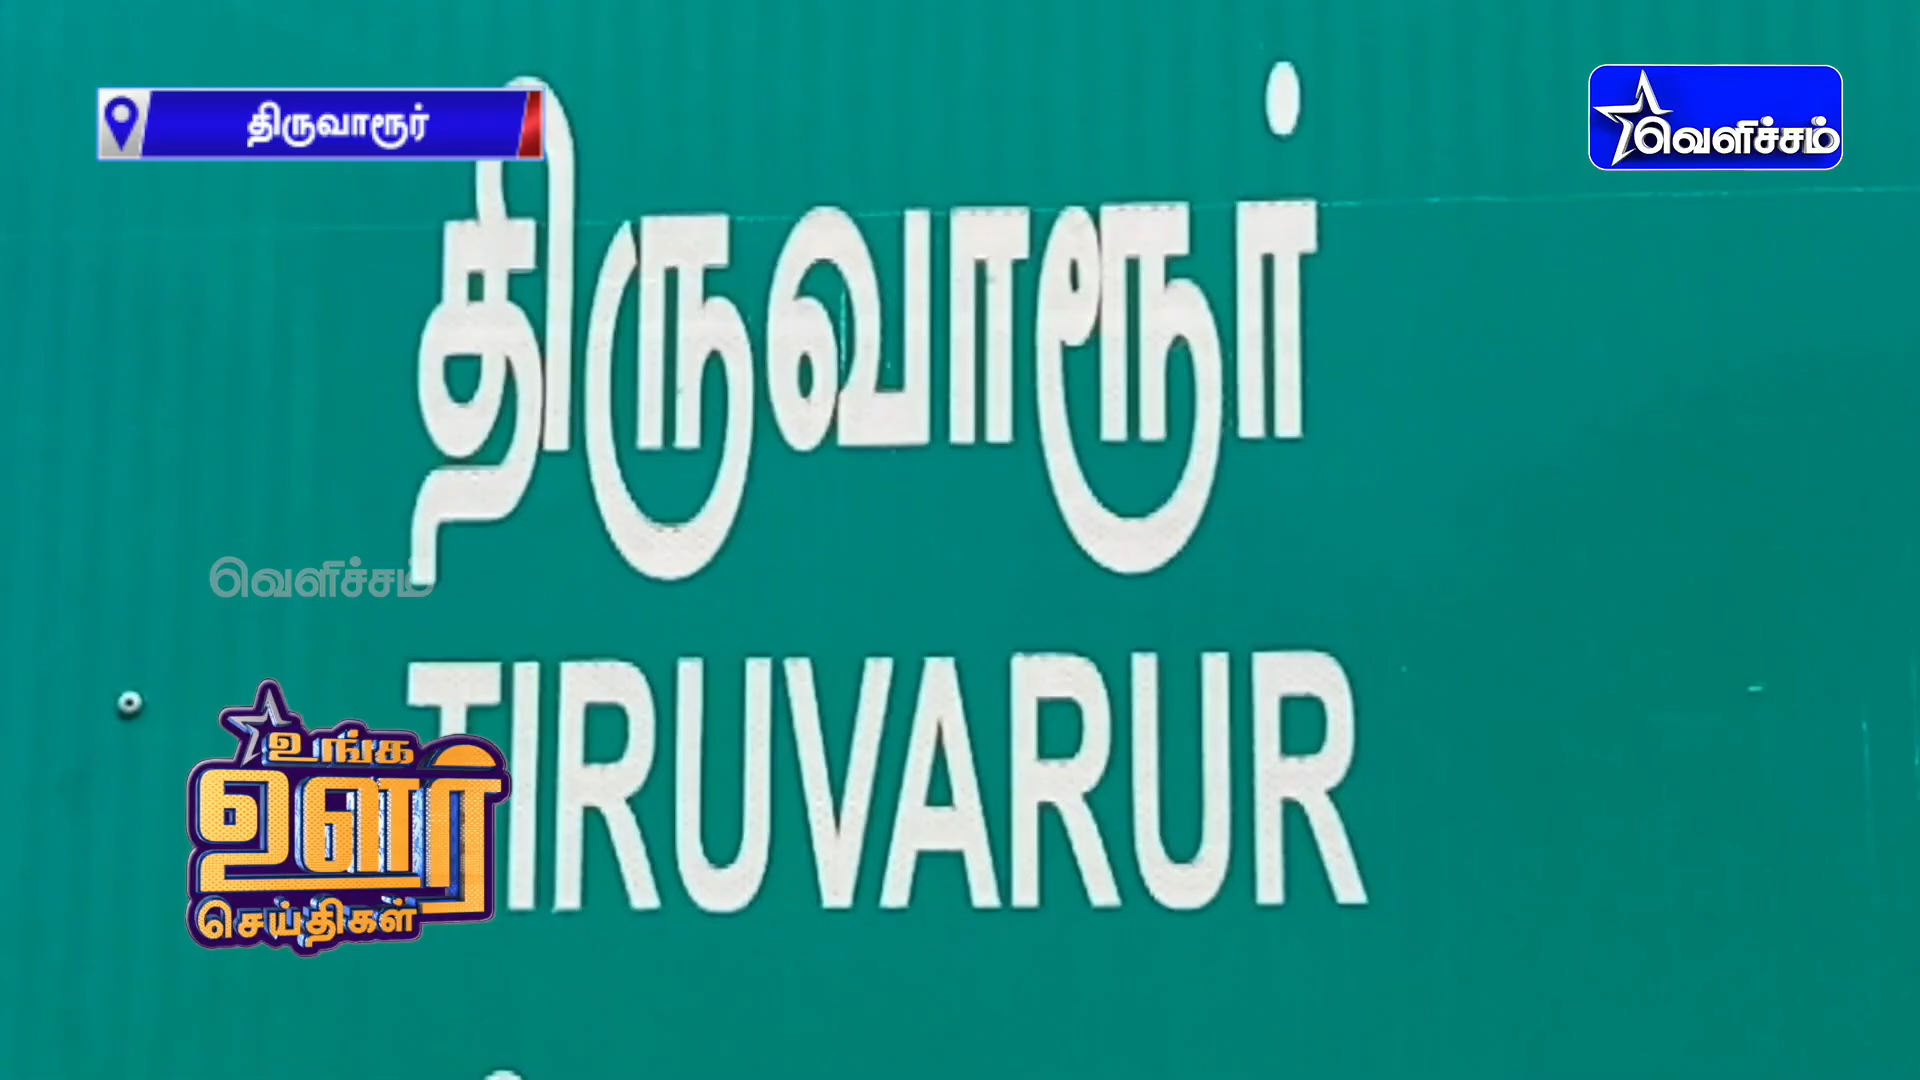 திருவாரூர்
வெளிச்சம்
திருவாரூர்
வெளிச்சம்
TIRUVARUR
உங்க
ஊர்
செய்திகள்